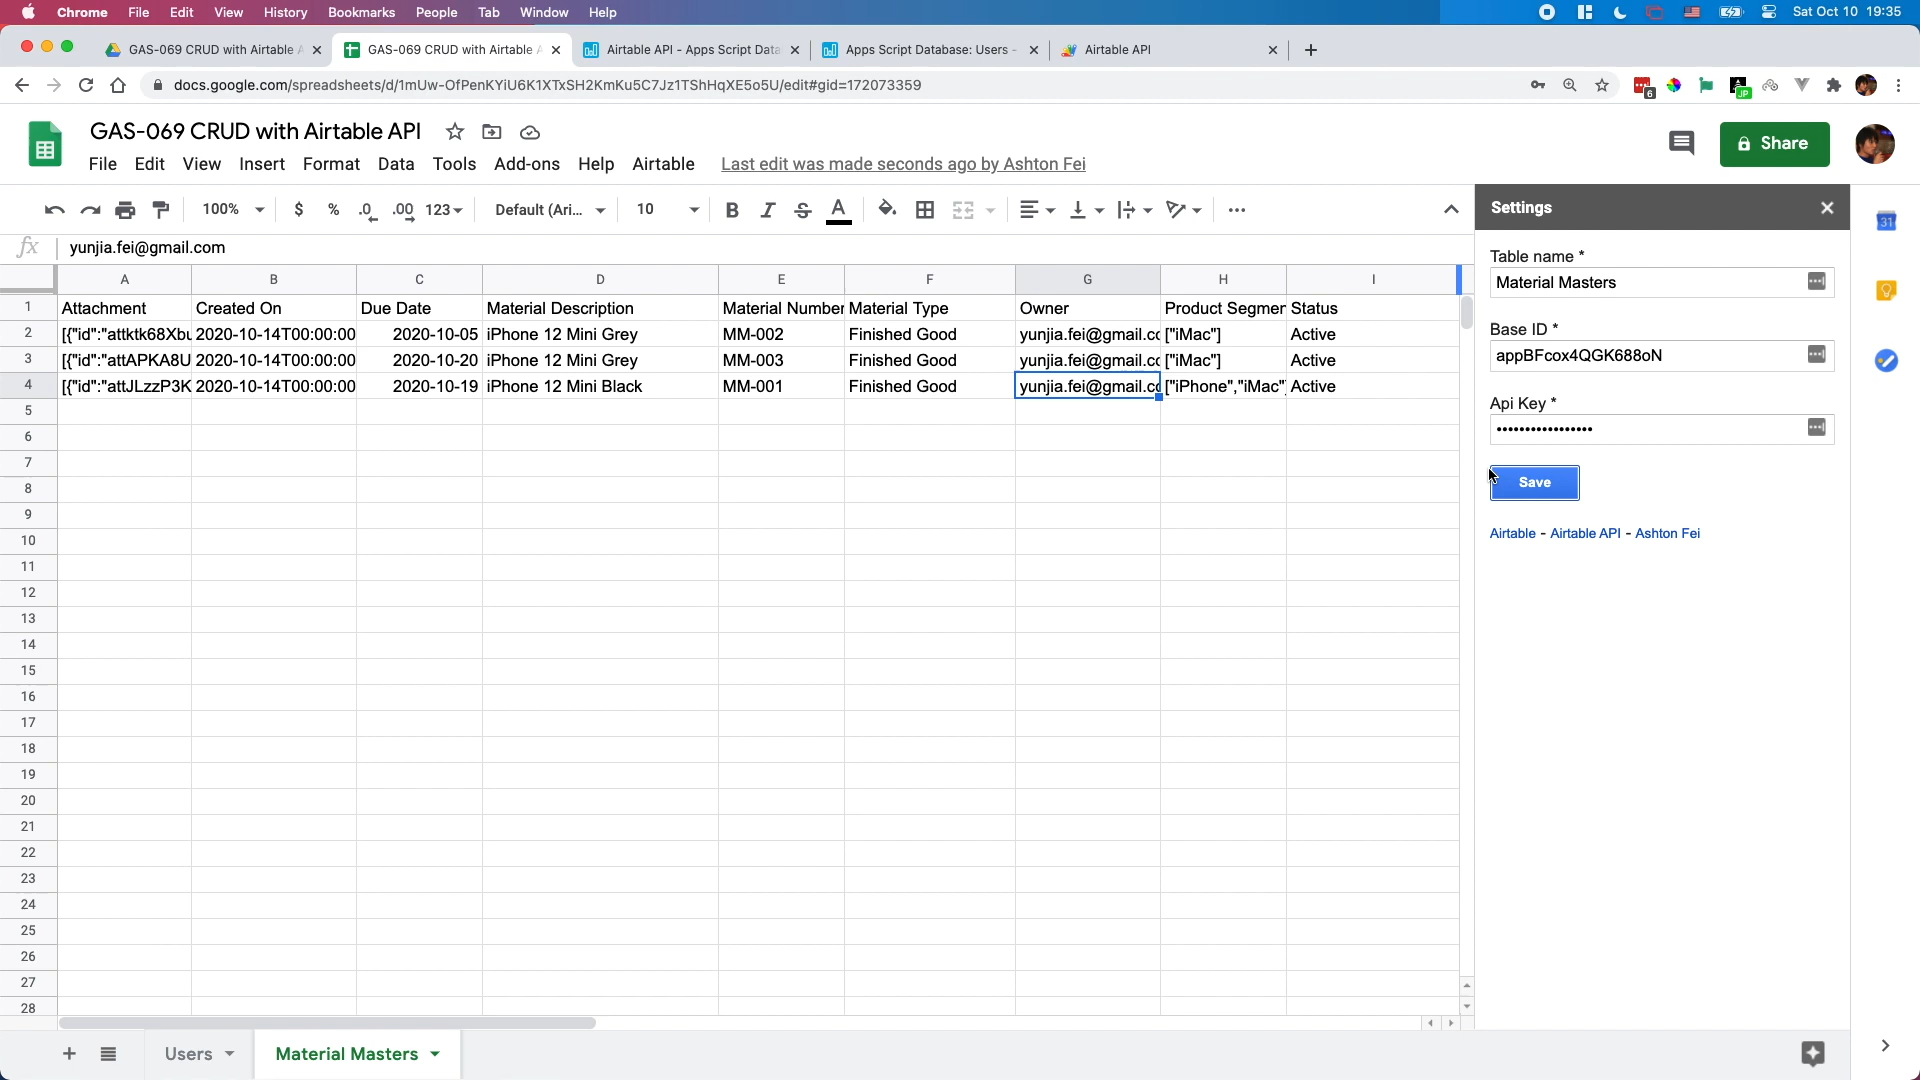 Chrome File Edit View History Bookmarks People Tab Window Help Sat Oct 10 19:35
GAS-069 CRUD with Airtable A GAS-069 CRUD with Airtable A Airtable API - Apps Script Data Apps Script Database: Users - Airtable API
docs.google.com/spreadsheets/d/1mUw-OfPenKYiU6K1XTxSH2KmKu5C7Jz1TShHqXE5o5U/edit#gid=172073359 6 JP
GAS-069 CRUD with Airtable API
Share
File Edit View Insert Format Data Tools Add-ons Help Airtable Last edit was made seconds ago by Ashton Fei
100% $ % .0 .00 123 Default (Ari... 10 B I S A
fx yunjia.fei@gmail.com
A B C D E F G H I
1 Attachment Created On Due Date Material Description Material Number Material Type Owner Product Segmen Status
2 [{"id":"attktk68Xbu 2020-10-14T00:00:00 2020-10-05 iPhone 12 Mini Grey MM-002 Finished Good yunjia.fei@gmail.co ["iMac"] Active
3 [{"id":"attAPKA8U 2020-10-14T00:00:00 2020-10-20 iPhone 12 Mini Grey MM-003 Finished Good yunjia.fei@gmail.co ["iMac"] Active
4 [{"id":"attJLzzP3K 2020-10-14T00:00:00 2020-10-19 iPhone 12 Mini Black MM-001 Finished Good yunjia.fei@gmail.co ["iPhone","iMac" Active
5
6
7
8
9
10
11
12
13
14
15
16
17
18
19
20
21
22
23
24
25
26
27
28
Users Material Masters
Settings
Table name *
Material Masters
Base ID *
appBFcox4QGK688oN
Api Key *
•••••••••••••••••
Save
Airtable - Airtable API - Ashton Fei
31